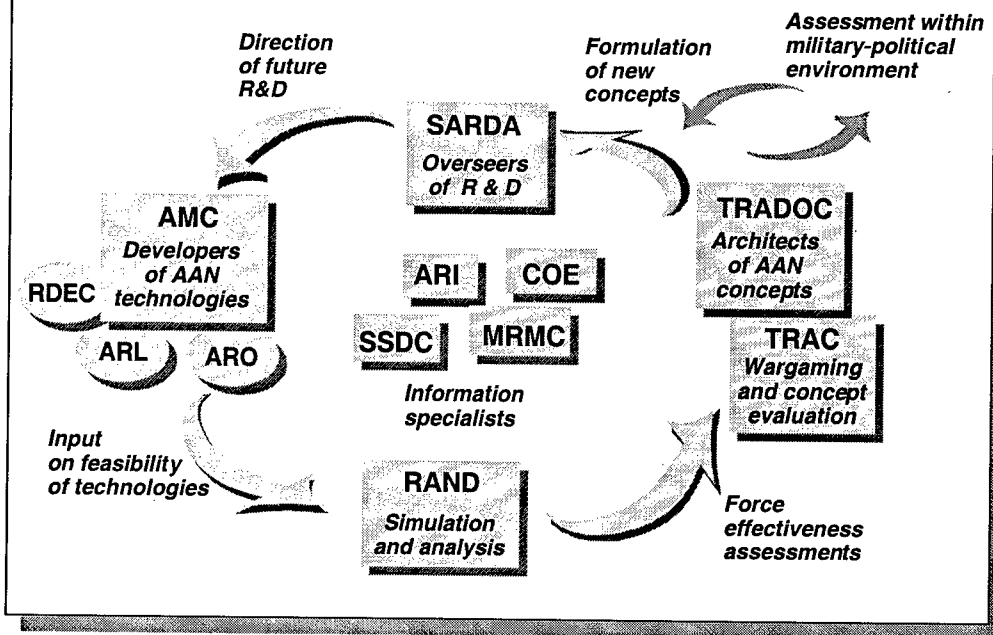 Assessment within
military-political
environment
Direction
of future
R&D
Formulation
of new
concepts
SARDA
Overseers
of R & D
AMC
Developers
of AAN
technologies
RDEC
ARL
ARO
ARI
COE
SSDC
MRMC
Information
specialists
TRADOC
Architects
of AAN
concepts
TRAC
Wargaming
and concept
evaluation
Input
on feasibility
of technologies
RAND
Simulation
and analysis
Force
effectiveness
assessments